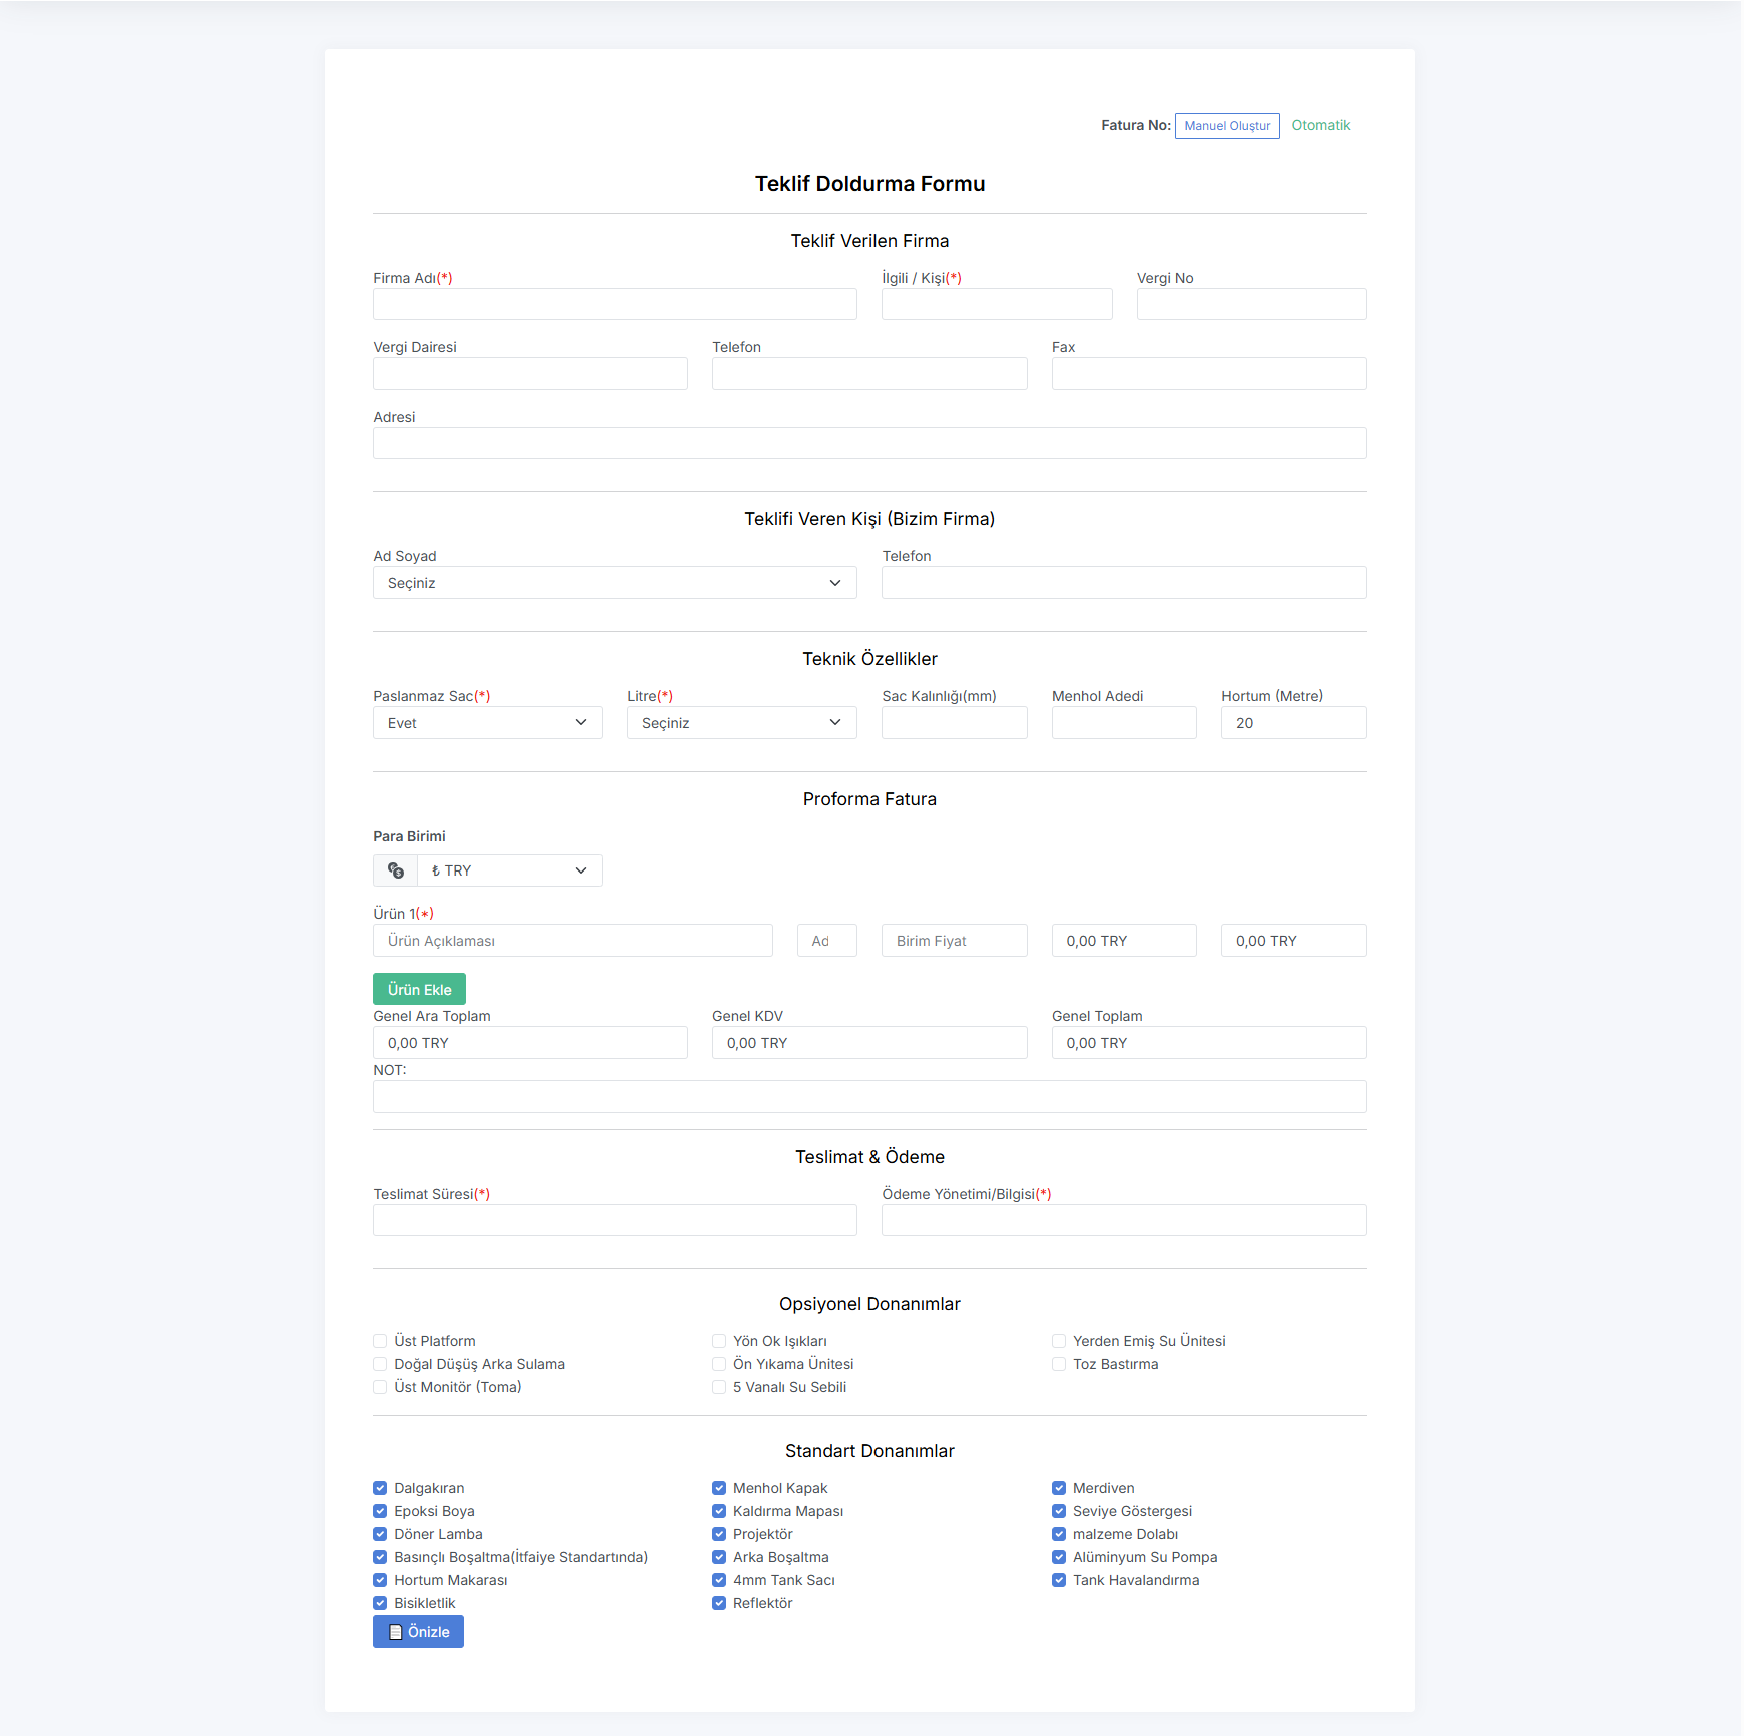 Fatura No: Manuel Oluştur Otomatik
Teklif Doldurma Formu
Teklif Verilen Firma
Firma Adı(*) İlgili / Kişi(*) Vergi No
Vergi Dairesi Telefon Fax
Adresi
Teklifi Veren Kişi (Bizim Firma)
Ad Soyad Telefon
Seçiniz
Teknik Özellikler
Paslanmaz Sac(*) Litre(*) Sac Kalınlığı(mm) Menhol Adedi Hortum (Metre)
Evet Seçiniz 20
Proforma Fatura
Para Birimi
₺ TRY
Ürün 1(*)
Ürün Açıklaması Ad Birim Fiyat 0,00 TRY 0,00 TRY
Ürün Ekle
Genel Ara Toplam Genel KDV Genel Toplam
0,00 TRY 0,00 TRY 0,00 TRY
NOT:
Teslimat & Ödeme
Teslimat Süresi(*) Ödeme Yönetimi/Bilgisi(*)
Opsiyonel Donanımlar
Üst Platform Yön Ok Işıkları Yerden Emiş Su Ünitesi
Doğal Düşüş Arka Sulama Ön Yıkama Ünitesi Toz Bastırma
Üst Monitör (Toma) 5 Vanalı Su Sebili
Standart Donanımlar
Dalgakıran Menhol Kapak Merdiven
Epoksi Boya Kaldırma Mapası Seviye Göstergesi
Döner Lamba Projektör malzeme Dolabı
Basınçlı Boşaltma(İtfaiye Standartında) Arka Boşaltma Alüminyum Su Pompa
Hortum Makarası 4mm Tank Sacı Tank Havalandırma
Bisikletlik Reflektör
Önizle